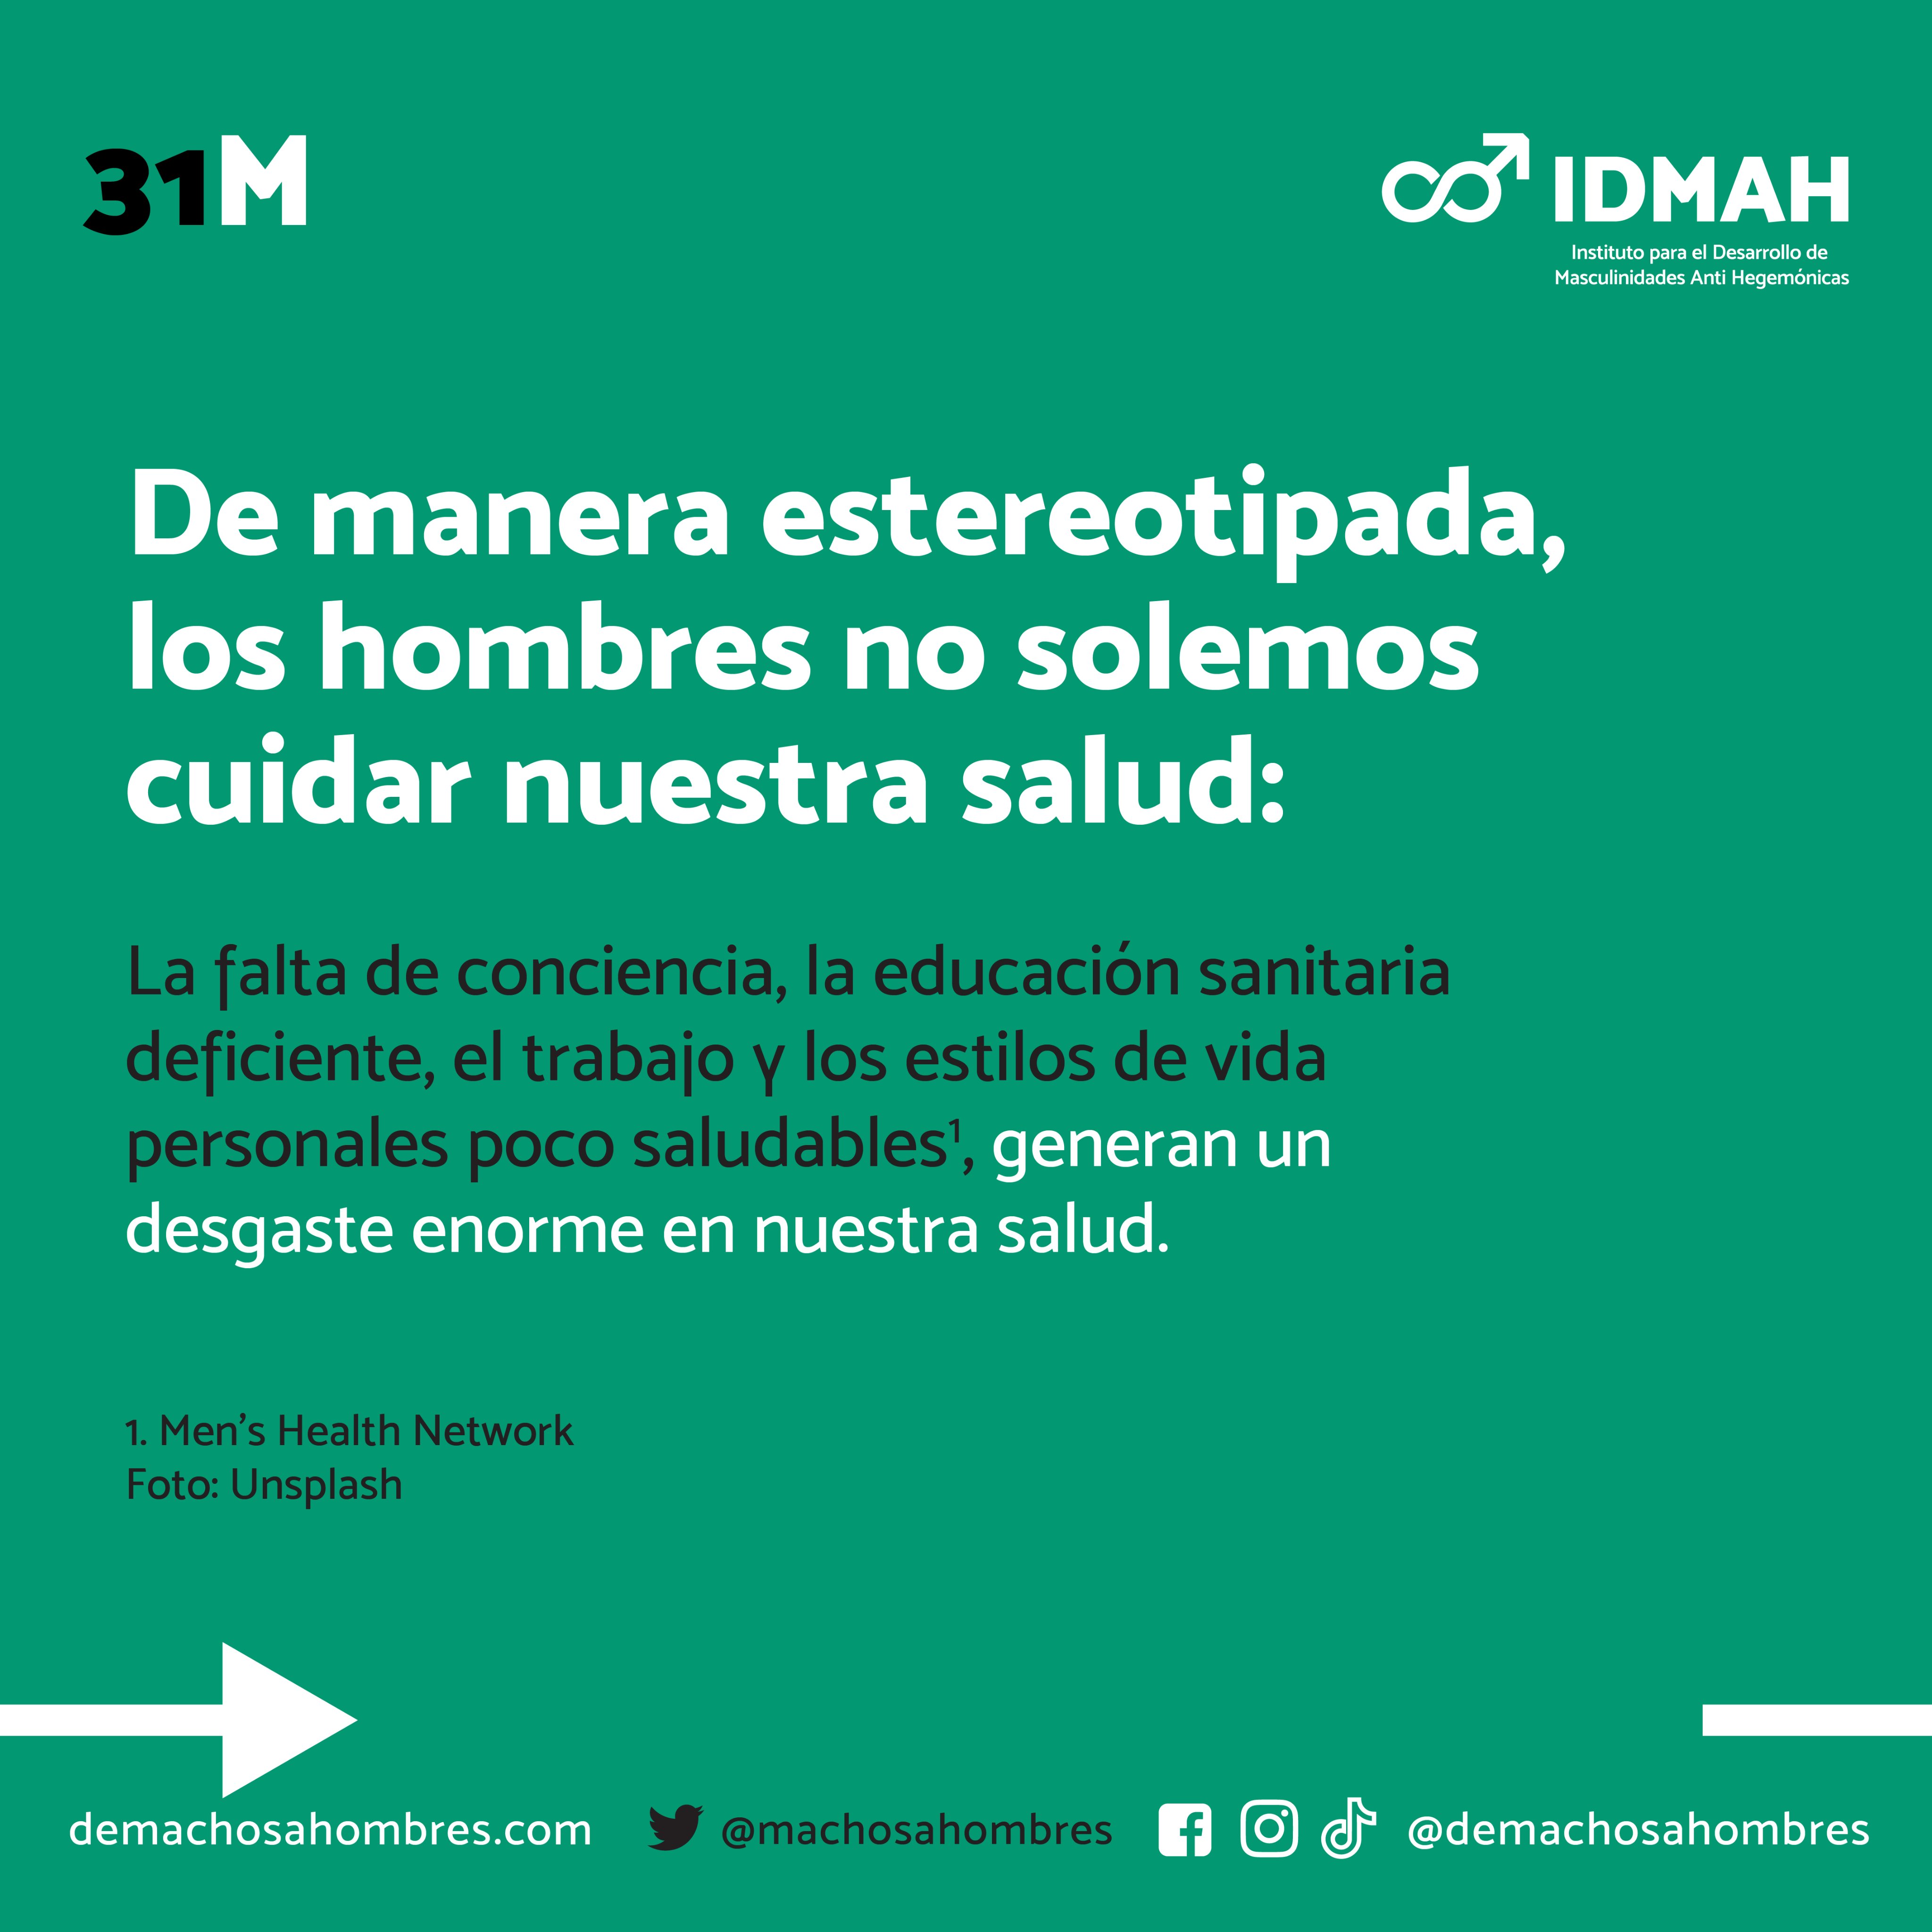 31M
IDMAH
Instituto para el Desarrollo de
Masculinidades Anti Hegemónicas
De manera estereotipada,
los hombres no solemos
cuidar nuestra salud:
La falta de conciencia, la educación sanitaria
deficiente, el trabajo y los estilos de vida
personales poco saludables¹, generan un
desgaste enorme en nuestra salud.
1. Men’s Health Network
Foto: Unsplash
demachosahombres.com @machosahombres @demachosahombres